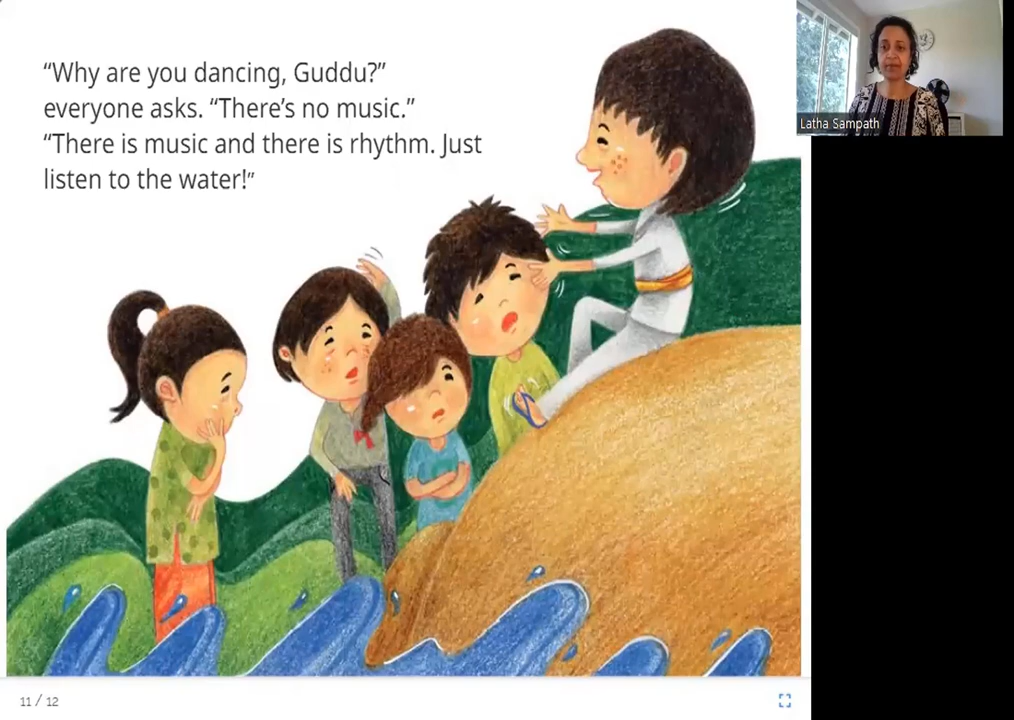 “Why are you dancing, Guddu?”
everyone asks. “There’s no music.”
“There is music and there is rhythm. Just
listen to the water!”
Latha Sampath
11 / 12